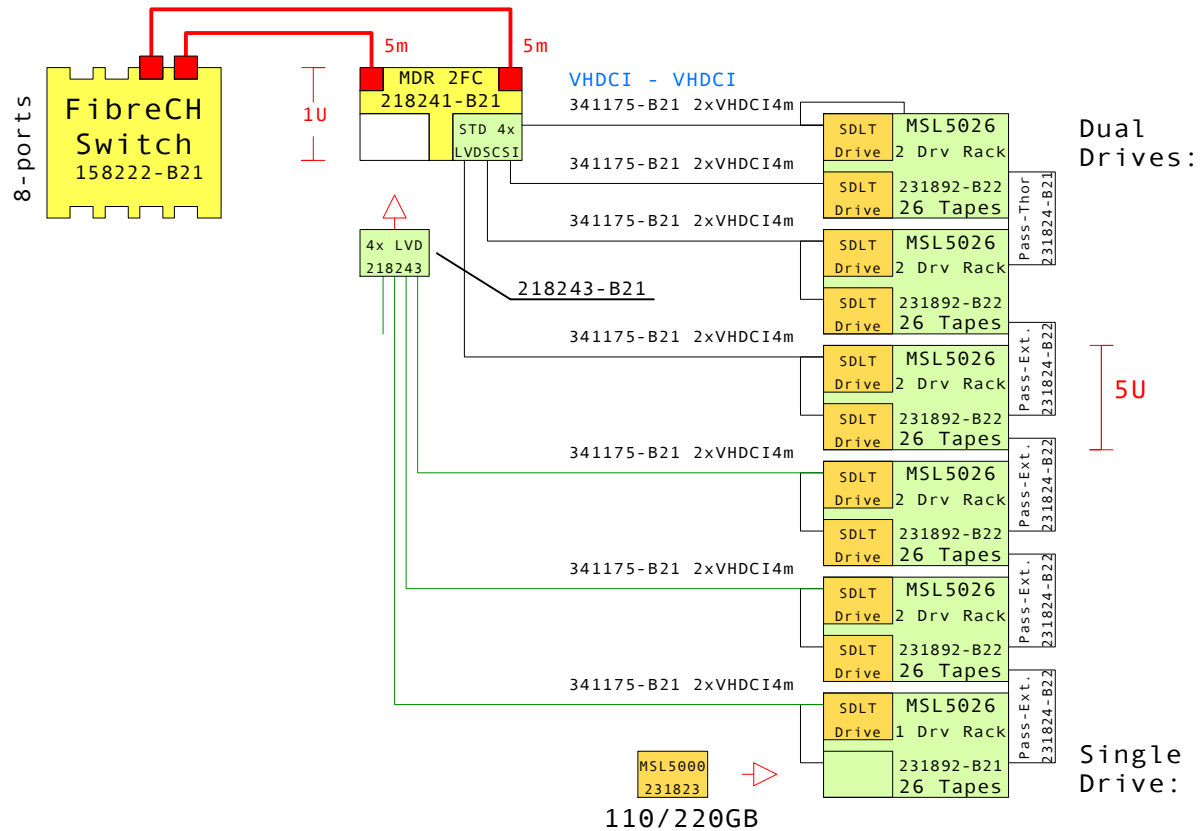 8-ports
FibreCH
Switch
158222-B21
5m
5m
1U
MDR 2FC
218241-B21
STD 4x
LVDSCSI
4x LVD
218243
218243-B21
VHDCI - VHDCI
341175-B21 2xVHDCI4m
341175-B21 2xVHDCI4m
341175-B21 2xVHDCI4m
341175-B21 2xVHDCI4m
341175-B21 2xVHDCI4m
341175-B21 2xVHDCI4m
341175-B21 2xVHDCI4m
SDLT
Drive
MSL5026
2 Drv Rack
SDLT
Drive
231892-B22
26 Tapes
SDLT
Drive
MSL5026
2 Drv Rack
SDLT
Drive
231892-B22
26 Tapes
SDLT
Drive
MSL5026
2 Drv Rack
SDLT
Drive
231892-B22
26 Tapes
SDLT
Drive
MSL5026
2 Drv Rack
SDLT
Drive
231892-B22
26 Tapes
SDLT
Drive
MSL5026
2 Drv Rack
SDLT
Drive
231892-B22
26 Tapes
SDLT
Drive
MSL5026
1 Drv Rack
231892-B21
26 Tapes
Pass-Thor
231824-B21
Pass-Ext.
231824-B22
Pass-Ext.
231824-B22
Pass-Ext.
231824-B22
Pass-Ext.
231824-B22
Dual
Drives:
5U
Single
Drive:
MSL5000
231823
110/220GB